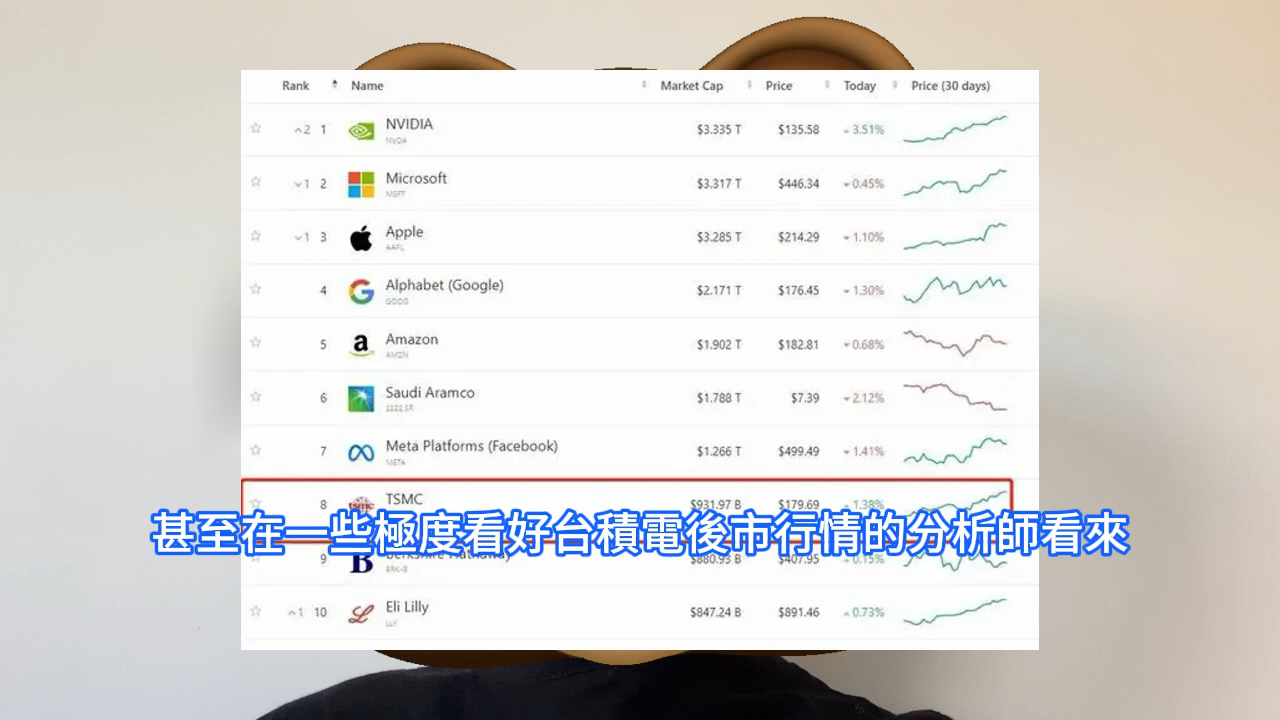 Rank Name Market Cap Price Today Price (30 days)
2 1 NVIDIA $3.335 T $135.58 3.51%
NVDA
1 2 Microsoft $3.317 T $446.34 0.45%
MSFT
1 3 Apple $3.285 T $214.29 1.10%
AAPL
4 Alphabet (Google) $2.171 T $176.45 1.30%
GOOG
5 Amazon $1.902 T $182.81 0.68%
AMZN
6 Saudi Aramco $1.788 T $7.39 2.12%
2222.SR
7 Meta Platforms (Facebook) $1.266 T $499.49 1.41%
META
8 TSMC $931.97 B $179.69 1.38%
甚至在一些極度看好台積電後市行情的分析師看來
9 Berkshire Hathaway $880.93 B $407.95 0.15%
BRK-B
1 10 Eli Lilly $847.24 B $891.46 0.73%
LLY